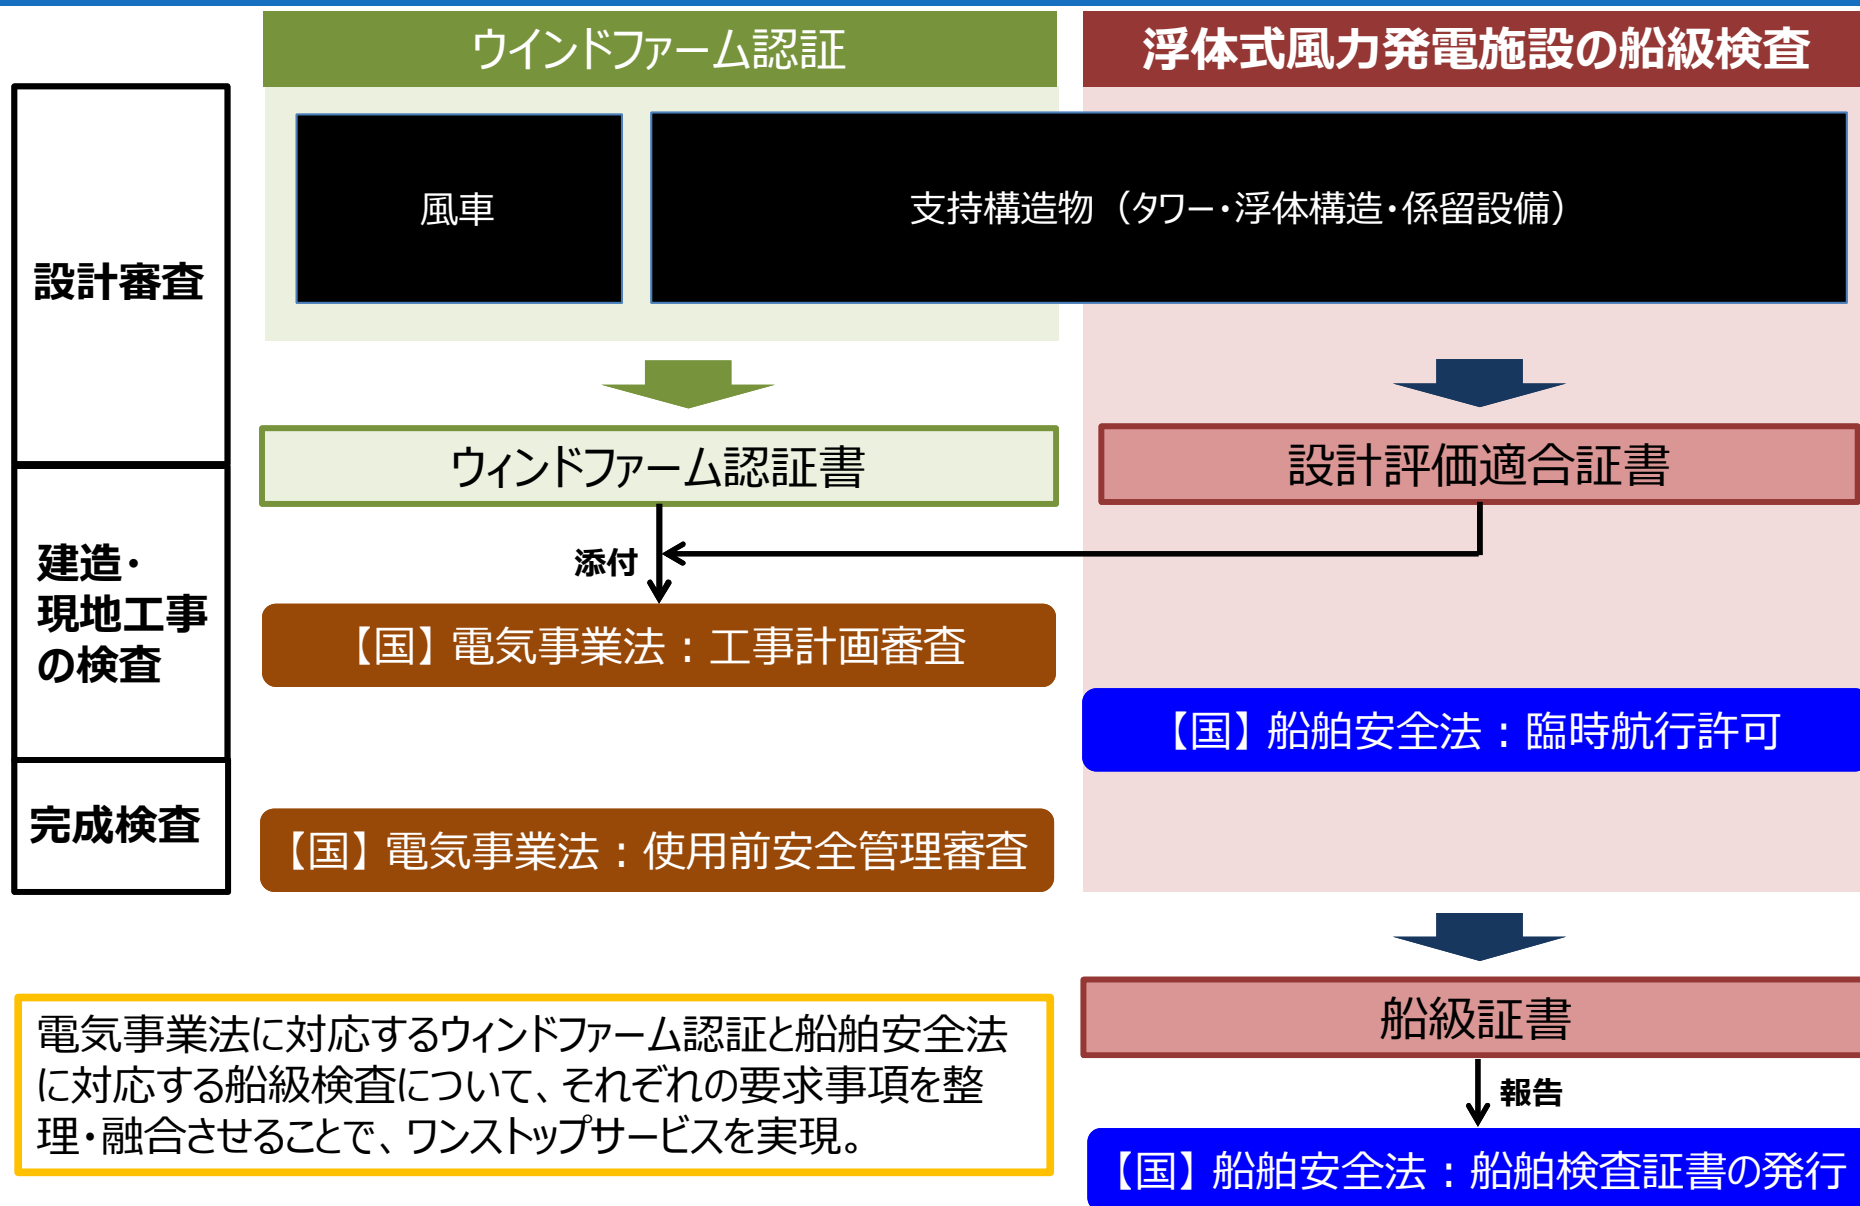 ウインドファーム認証
浮体式風力発電施設の船級検査
設計審査
風車
支持構造物（タワー・浮体構造・係留設備）
ウィンドファーム認証書
設計評価適合証書
建造・
現地工事
の検査
添付
【国】電気事業法：工事計画審査
【国】船舶安全法：臨時航行許可
完成検査
【国】電気事業法：使用前安全管理審査
船級証書
電気事業法に対応するウィンドファーム認証と船舶安全法
に対応する船級検査について、それぞれの要求事項を整
理・融合させることで、ワンストップサービスを実現。
報告
【国】船舶安全法：船舶検査証書の発行